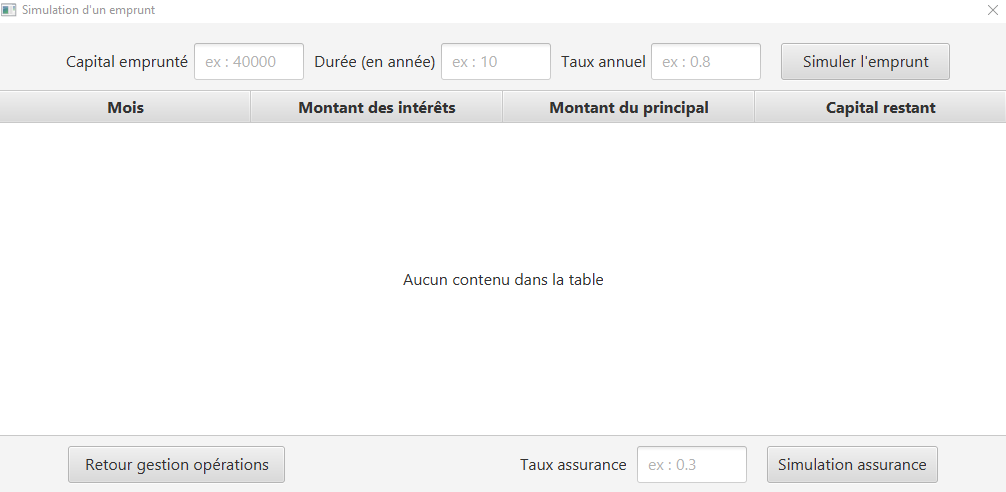 Simulation d'un emprunt
Capital emprunté ex : 40000 Durée (en année) ex : 10 Taux annuel ex : 0.8 Simuler l'emprunt
Mois Montant des intérêts Montant du principal Capital restant
Aucun contenu dans la table
Retour gestion opérations Taux assurance ex : 0.3 Simulation assurance